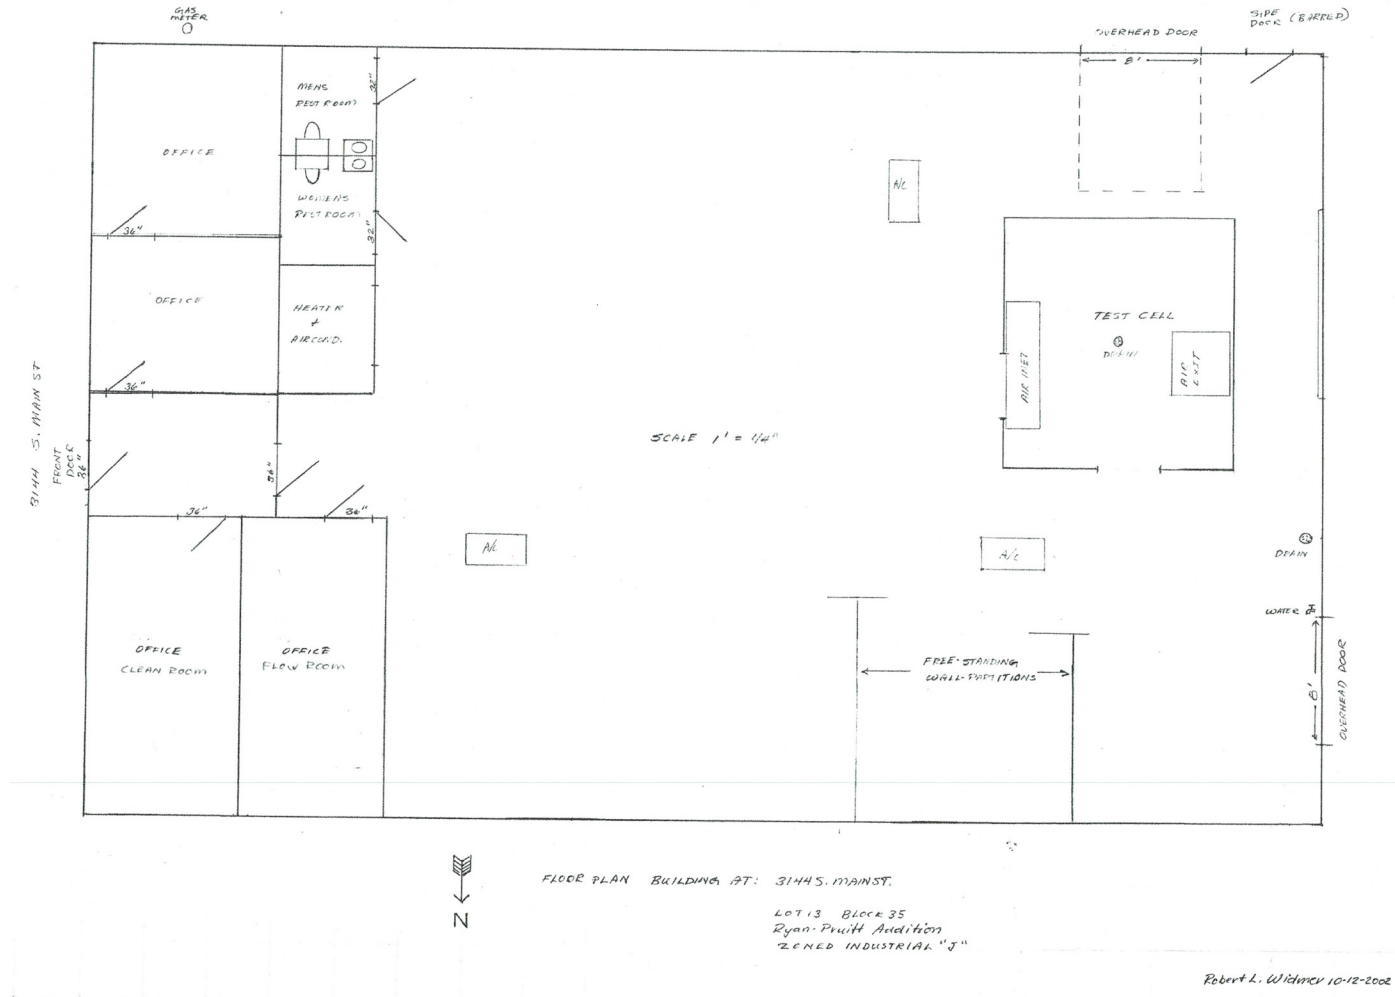 GAS
METER
SIDE
DOOR (BARRED)
OVERHEAD DOOR
8'
MENS
REST ROOM
32"
OFFICE
A/C
WOMENS
REST ROOM
32"
36"
OFFICE
HEATER
&
AIRCOND.
TEST CELL
DRAIN
AIR INLET
AIR
EXIT
36"
3144 S. MAIN ST
FRONT
DOOR
36"
SCALE 1' = 1/4"
36"
36"
36"
A/C
A/C
DRAIN
WATER
OFFICE
CLEAN ROOM
OFFICE
FLOW ROOM
FREE-STANDING
WALL-PARTITIONS
8'
OVERHEAD DOOR
N
FLOOR PLAN BUILDING AT: 3144 S. MAIN ST.
LOT 13 BLOCK 35
Ryan-Pruitt Addition
ZONED INDUSTRIAL "J"
Robert L. Widmer 10-12-2002